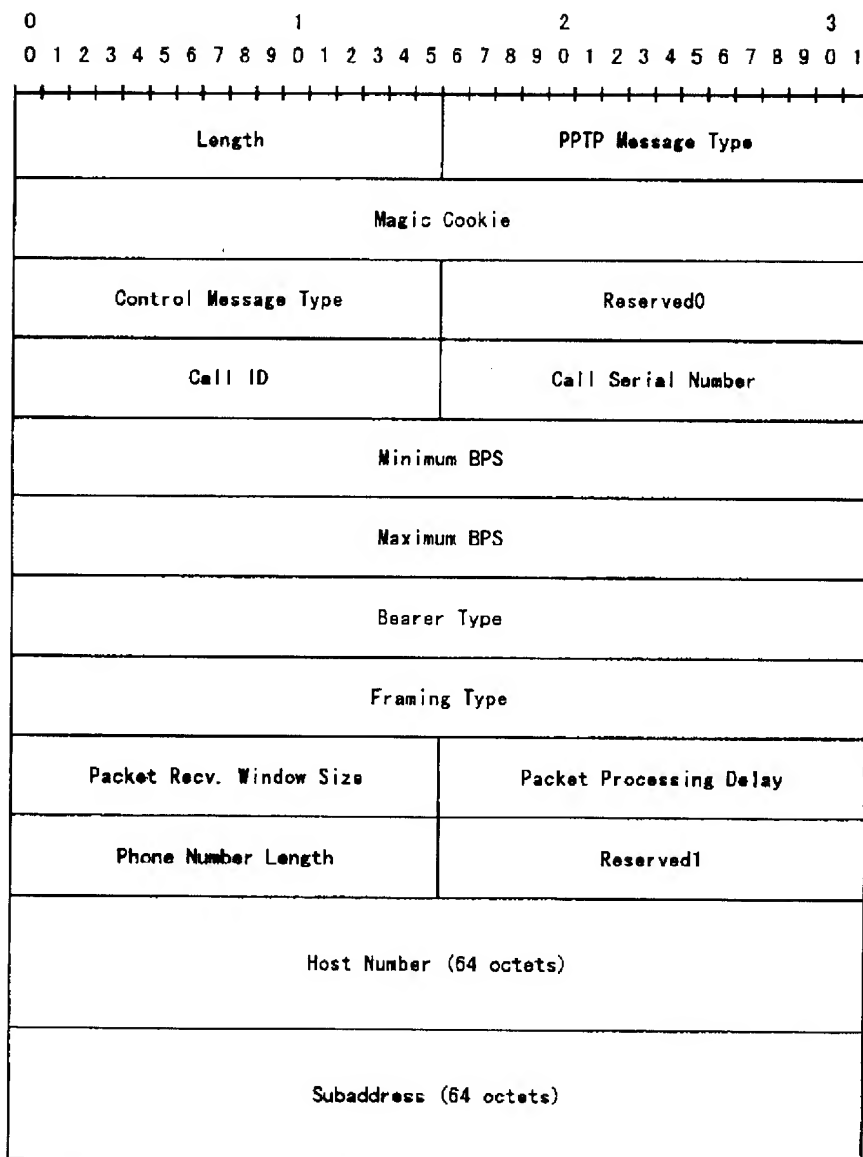 0 1 2 3
0 1 2 3 4 5 6 7 8 9 0 1 2 3 4 5 6 7 8 9 0 1 2 3 4 5 6 7 8 9 0 1
Length PPTP Message Type
Magic Cookie
Control Message Type Reserved0
Call ID Call Serial Number
Minimum BPS
Maximum BPS
Bearer Type
Framing Type
Packet Recv. Window Size Packet Processing Delay
Phone Number Length Reserved1
Host Number (64 octets)
Subaddress (64 octets)